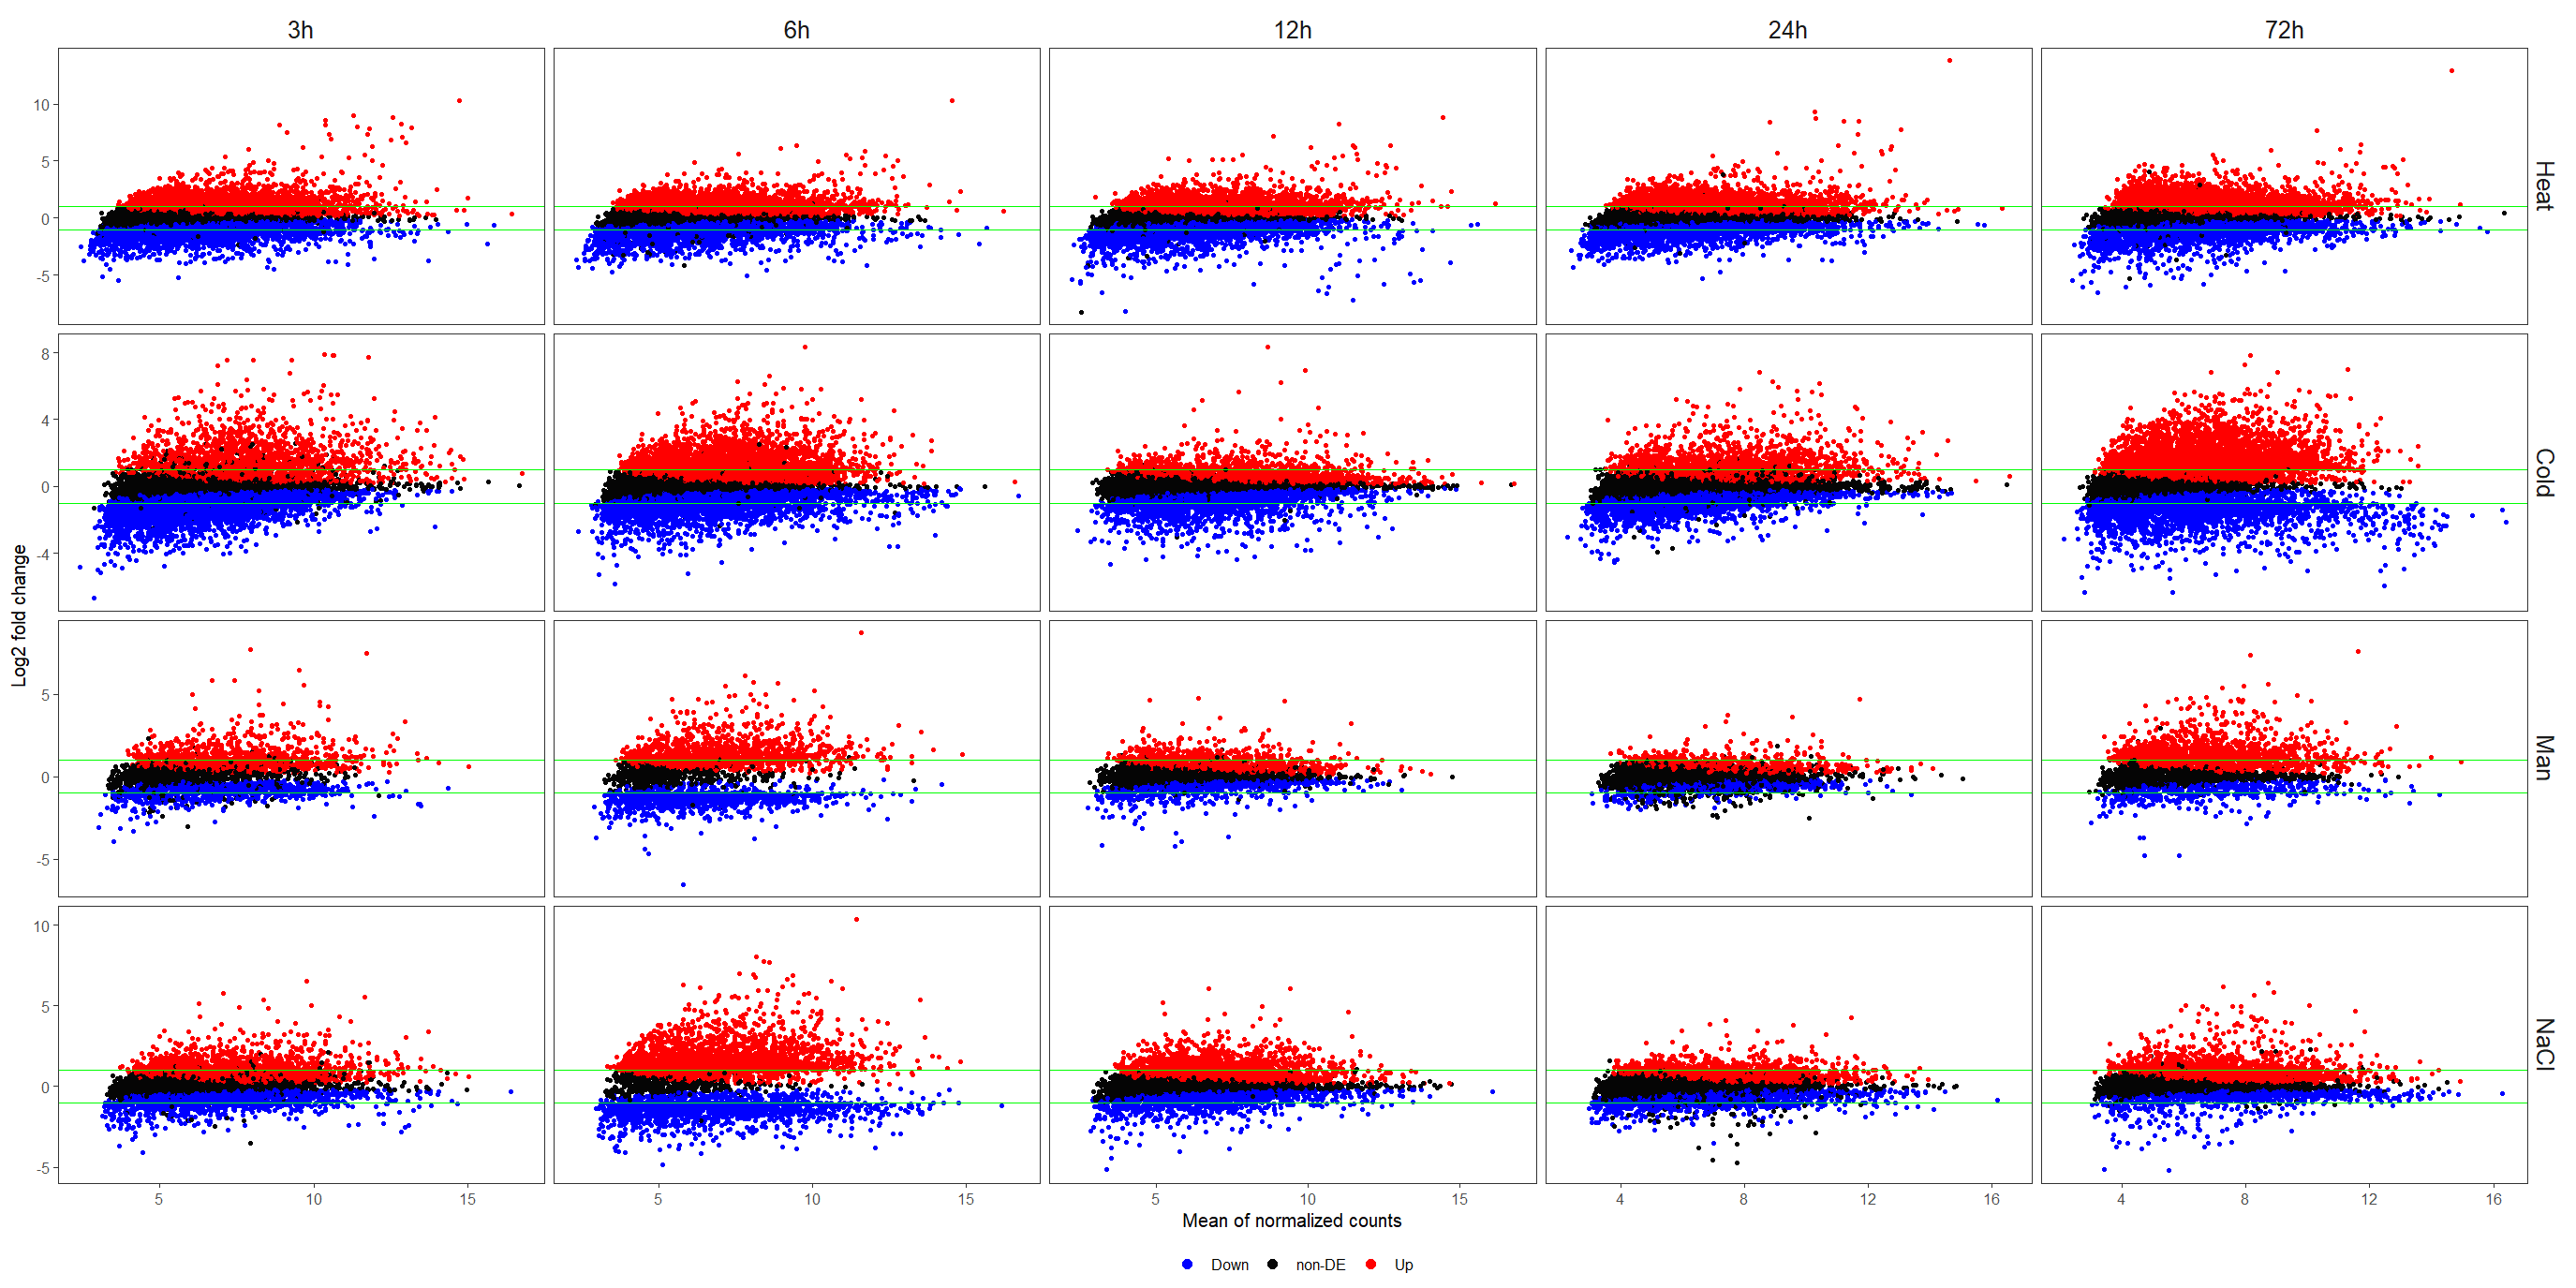 3h 6h 12h 24h 72h
10
5
0
-5
Heat
8
4
0
-4
Cold
Log2 fold change
5
0
-5
Man
10
5
0
-5
NaCl
5 10 15 5 10 15 5 10 15 4 8 12 16 4 8 12 16
Mean of normalized counts
Down non-DE Up